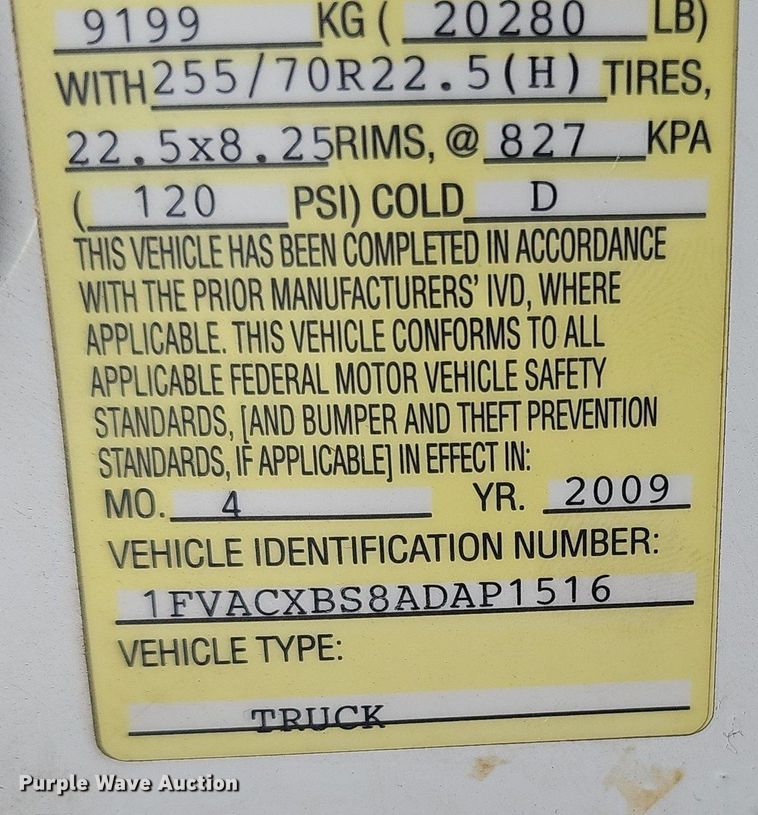 9199 KG ( 20280 LB)
WITH 255/70R22.5(H) TIRES,
22.5x8.25 RIMS, @ 827 KPA
( 120 PSI) COLD D
THIS VEHICLE HAS BEEN COMPLETED IN ACCORDANCE
WITH THE PRIOR MANUFACTURERS' IVD, WHERE
APPLICABLE. THIS VEHICLE CONFORMS TO ALL
APPLICABLE FEDERAL MOTOR VEHICLE SAFETY
STANDARDS, [AND BUMPER AND THEFT PREVENTION
STANDARDS, IF APPLICABLE] IN EFFECT IN:
MO. 4 YR. 2009
VEHICLE IDENTIFICATION NUMBER:
1FVACXBS8ADAP1516
VEHICLE TYPE:
TRUCK
Purple Wave Auction